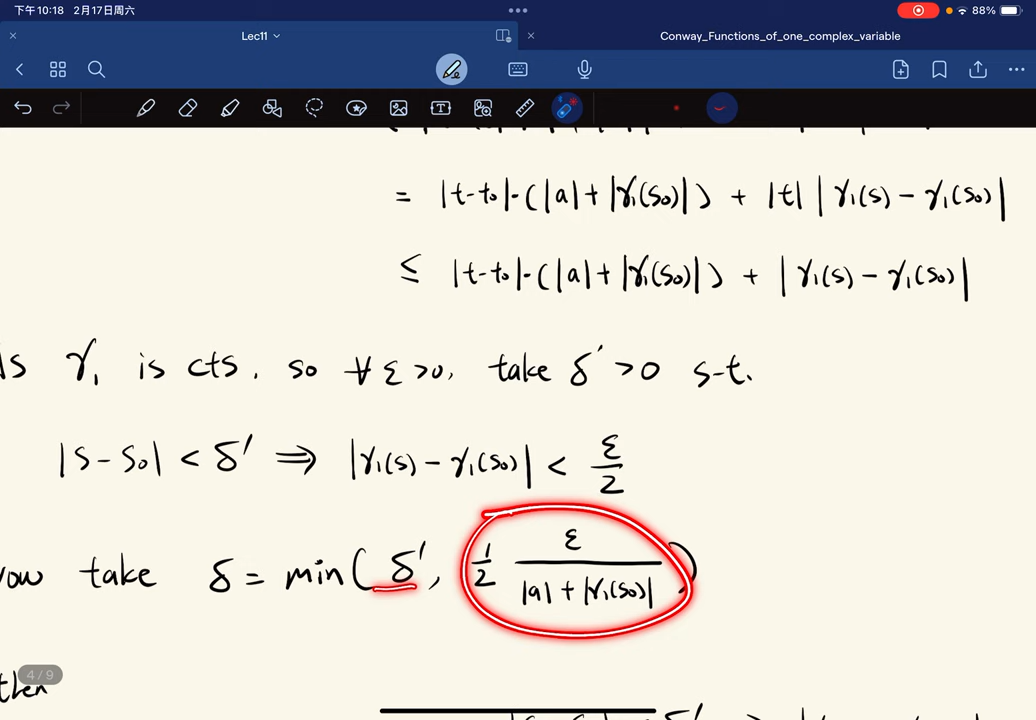 下午10:18 2月17日周六
88%
Lec11
Conway_Functions_of_one_complex_variable
= |t-t₀|·(|a|+|γ₁(s₀)|) + |t| |γ₁(s) - γ₁(s₀)|
≤ |t-t₀|·(|a|+|γ₁(s₀)|) + |γ₁(s) - γ₁(s₀)|
γ₁ is cts, so ∀ε>0, take δ'>0 s.t.
|s-s₀| < δ' ⇒ |γ₁(s) - γ₁(s₀)| < ε/2
take δ = min(δ', 1/2 ε/(|a|+|γ₁(s₀)|))
4/9
then